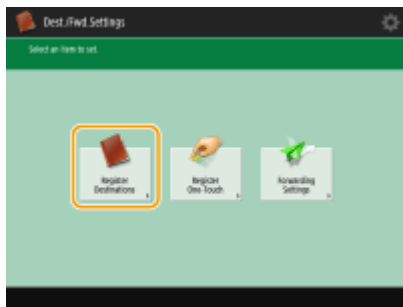 Dest./Fwd. Settings
Select an item to set.
Register
Destinations
Register
One-Touch
Forwarding
Settings